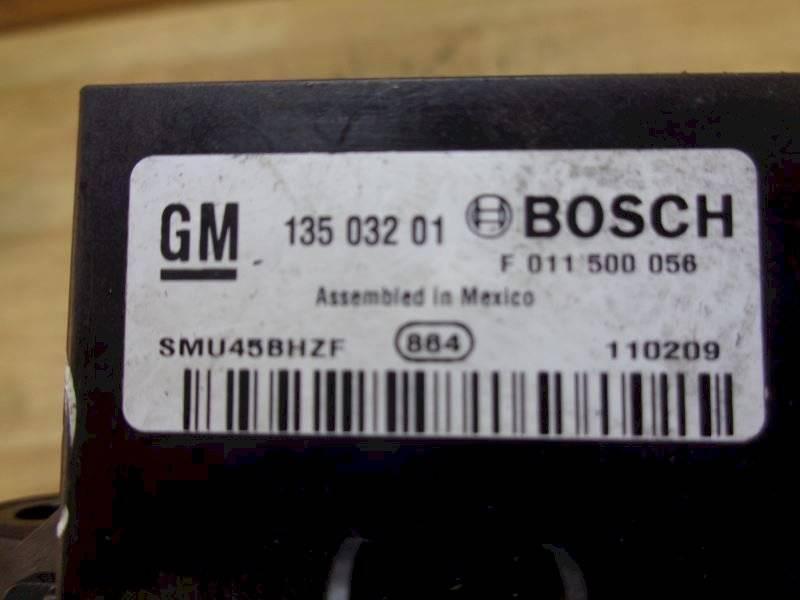 GM 135 032 01 BOSCH
F 011 500 056
Assembled in Mexico
SMU45BHZF 864 110209